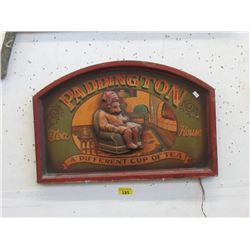 PADDINGTON
Tea House
A DIFFERENT CUP OF TEA